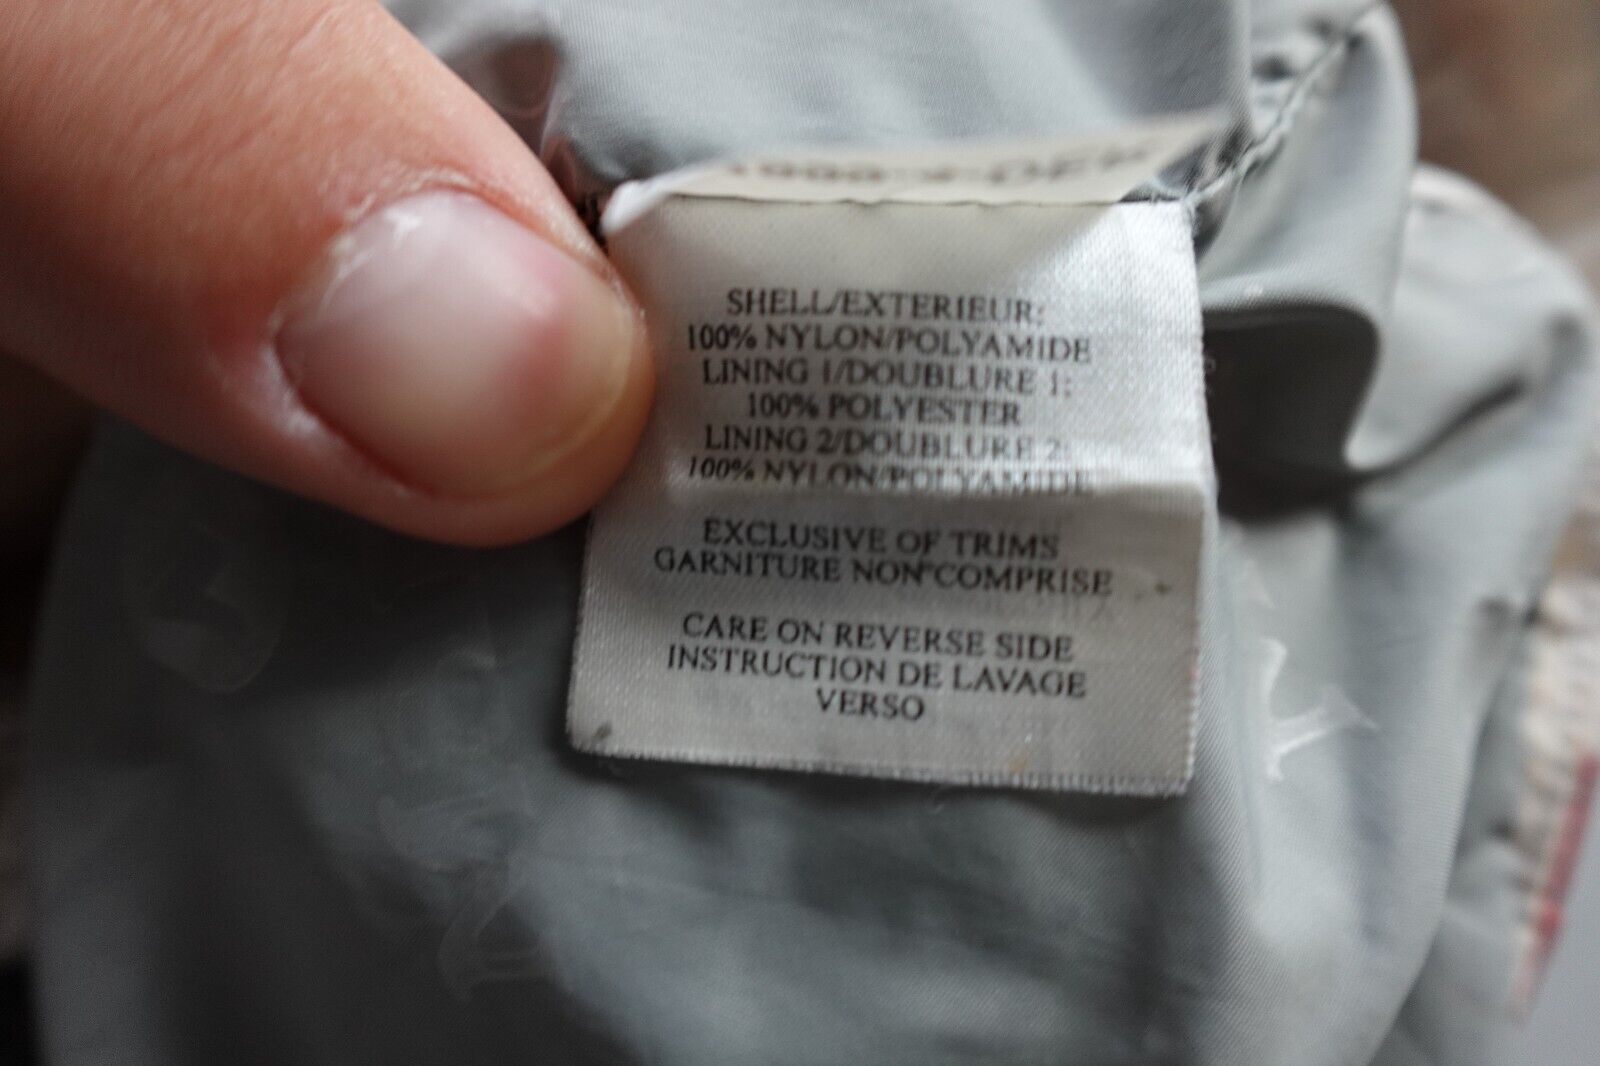 SHELL/EXTERIEUR:
100% NYLON/POLYAMIDE
LINING 1/DOUBLURE 1:
100% POLYESTER
LINING 2/DOUBLURE 2:
100% NYLON/POLYAMIDE
EXCLUSIVE OF TRIMS
GARNITURE NON COMPRISE
CARE ON REVERSE SIDE
INSTRUCTION DE LAVAGE
VERSO